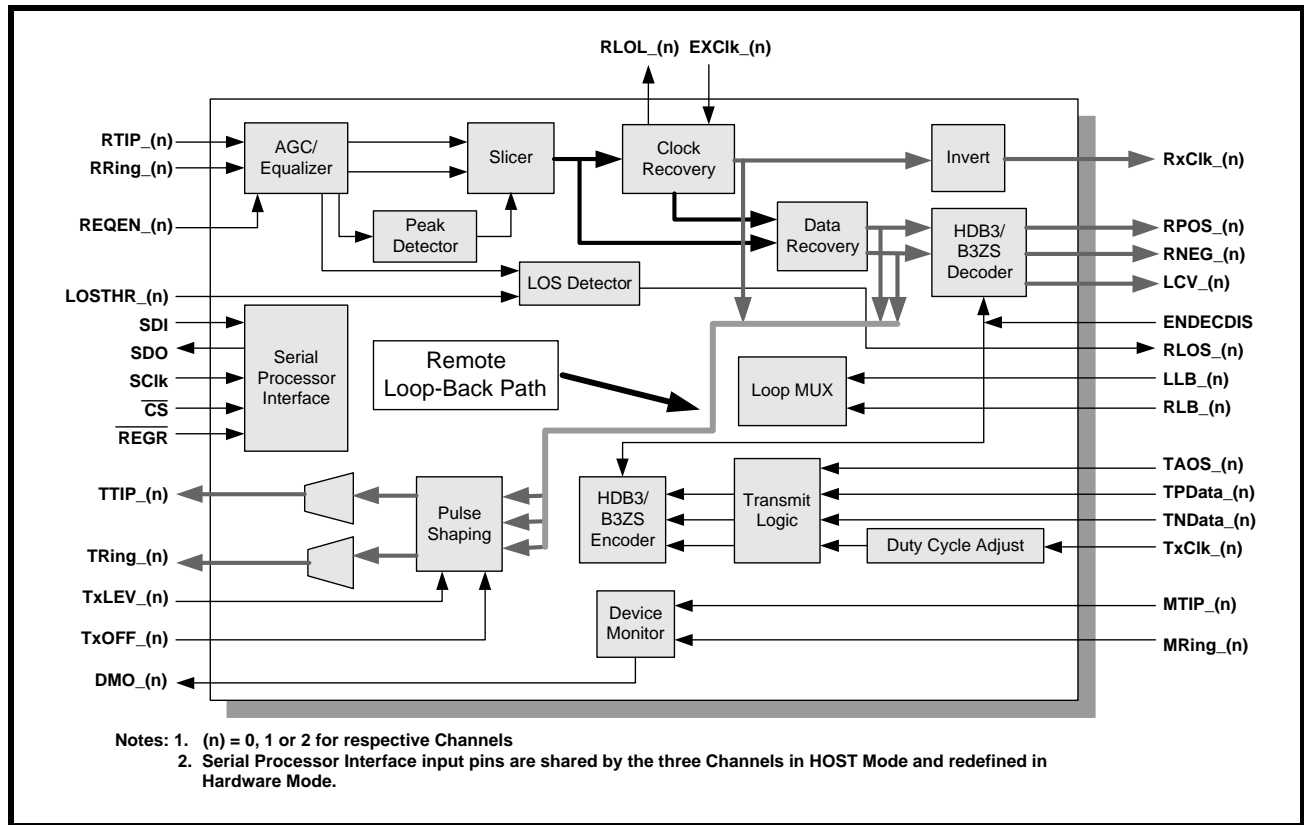 RLOL_(n) EXClk_(n)
RTIP_(n)
RRing_(n)
REQEN_(n)
LOSTHR_(n)
SDI
SDO
SClk
CS
REGR
TTIP_(n)
TRing_(n)
TxLEV_(n)
TxOFF_(n)
DMO_(n)
AGC/
Equalizer
Slicer
Clock
Recovery
Invert
Peak
Detector
Data
Recovery
HDB3/
B3ZS
Decoder
LOS Detector
Serial
Processor
Interface
Remote
Loop-Back Path
Loop MUX
Pulse
Shaping
HDB3/
B3ZS
Encoder
Transmit
Logic
Duty Cycle Adjust
Device
Monitor
RxClk_(n)
RPOS_(n)
RNEG_(n)
LCV_(n)
ENDECDIS
RLOS_(n)
LLB_(n)
RLB_(n)
TAOS_(n)
TPData_(n)
TNData_(n)
TxClk_(n)
MTIP_(n)
MRing_(n)
Notes: 1. (n) = 0, 1 or 2 for respective Channels
2. Serial Processor Interface input pins are shared by the three Channels in HOST Mode and redefined in
Hardware Mode.